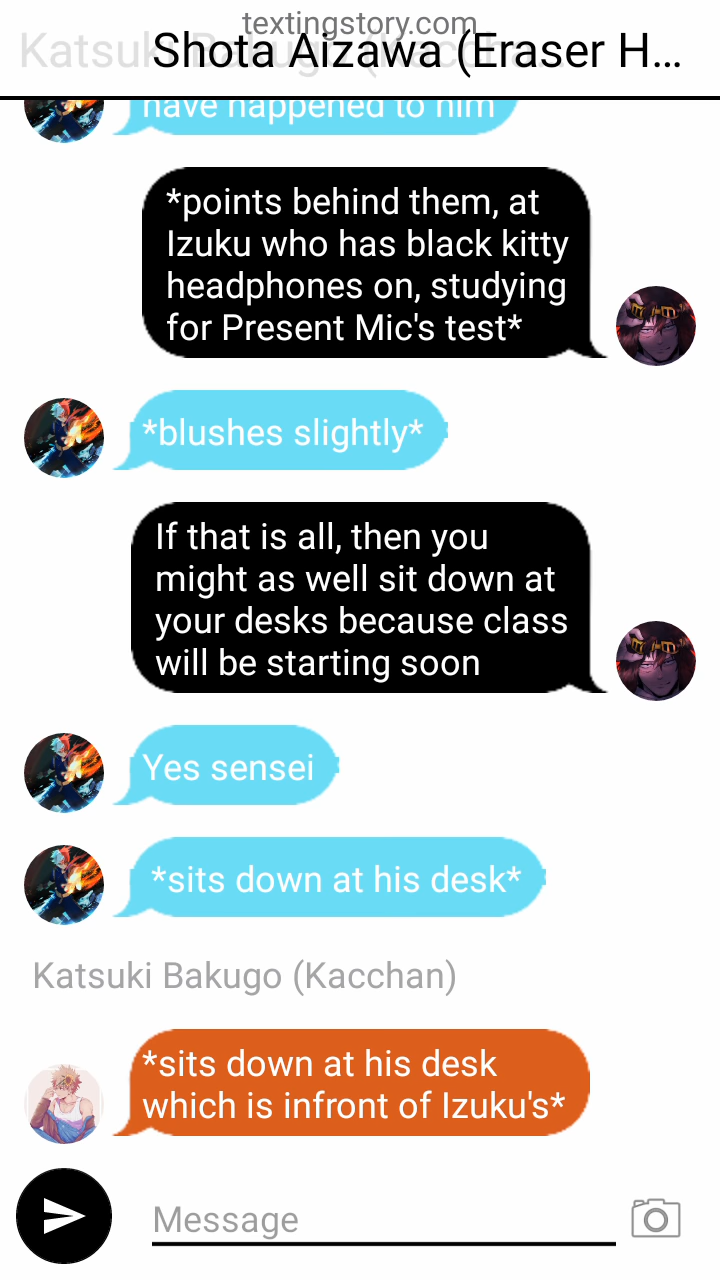 textingstory.com
Katsuki Bakugo (Kacchan)
Shota Aizawa (Eraser H...
have happened to him
*points behind them, at
Izuku who has black kitty
headphones on, studying
for Present Mic's test*
*blushes slightly*
If that is all, then you
might as well sit down at
your desks because class
will be starting soon
Yes sensei
*sits down at his desk*
Katsuki Bakugo (Kacchan)
*sits down at his desk
which is infront of Izuku's*
Message